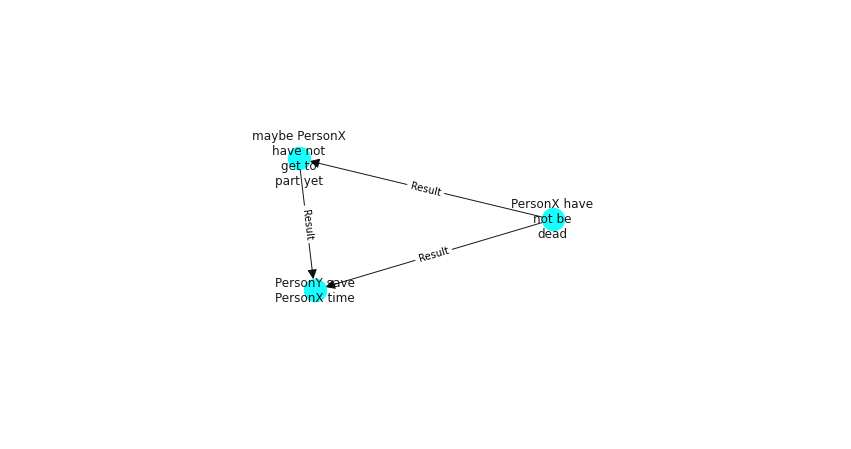 maybe PersonX
have not
get to
part yet
Result
PersonX have
not be
dead
Result
Result
PersonY save
PersonX time